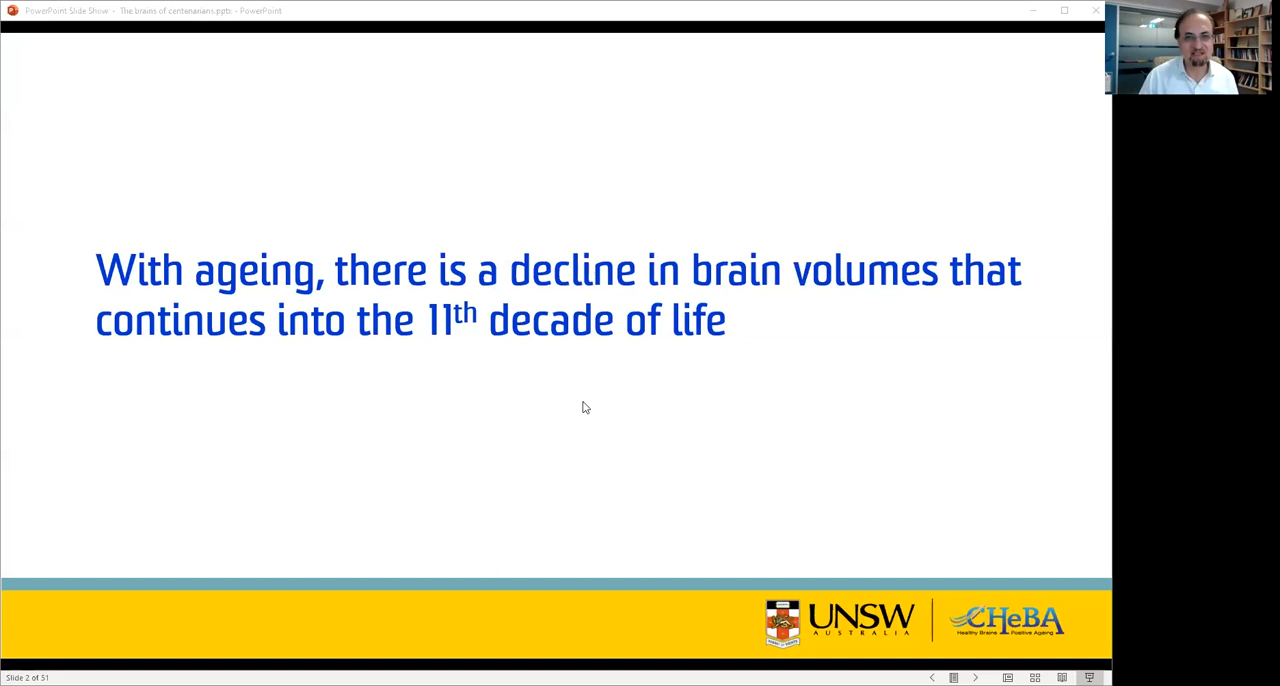 PowerPoint Slide Show - The brains of centenarians.pptx - PowerPoint
With ageing, there is a decline in brain volumes that
continues into the 11th decade of life
UNSW
AUSTRALIA
CHeBA
Healthy Brains Positive Ageing
Slide 2 of 51